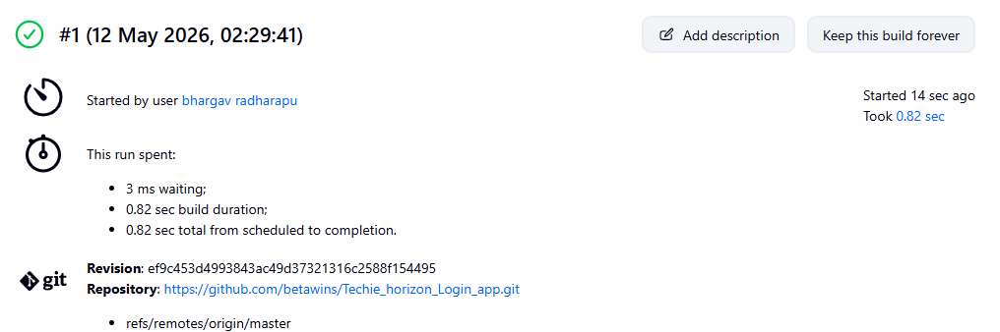 #1 (12 May 2026, 02:29:41)
Add description
Keep this build forever
Started by user bhargav radharapu
Started 14 sec ago
Took 0.82 sec
This run spent:
3 ms waiting;
0.82 sec build duration;
0.82 sec total from scheduled to completion.
git
Revision: ef9c453d4993843ac49d37321316c2588f154495
Repository: https://github.com/betawins/Techie_horizon_Login_app.git
refs/remotes/origin/master